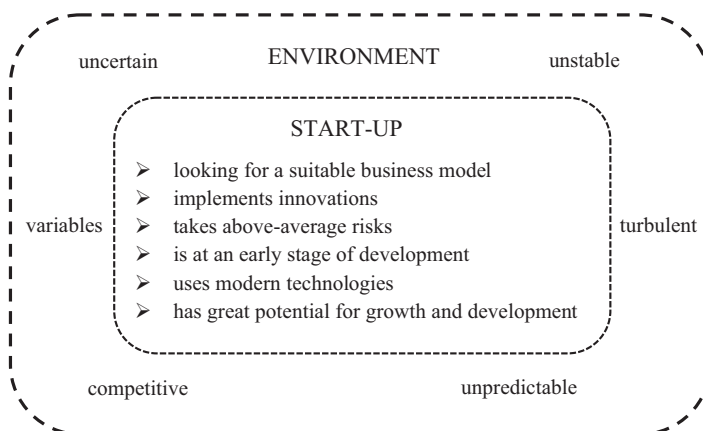 uncertain ENVIRONMENT unstable
START-UP
➢ looking for a suitable business model
➢ implements innovations
variables ➢ takes above-average risks turbulent
➢ is at an early stage of development
➢ uses modern technologies
➢ has great potential for growth and development
competitive unpredictable